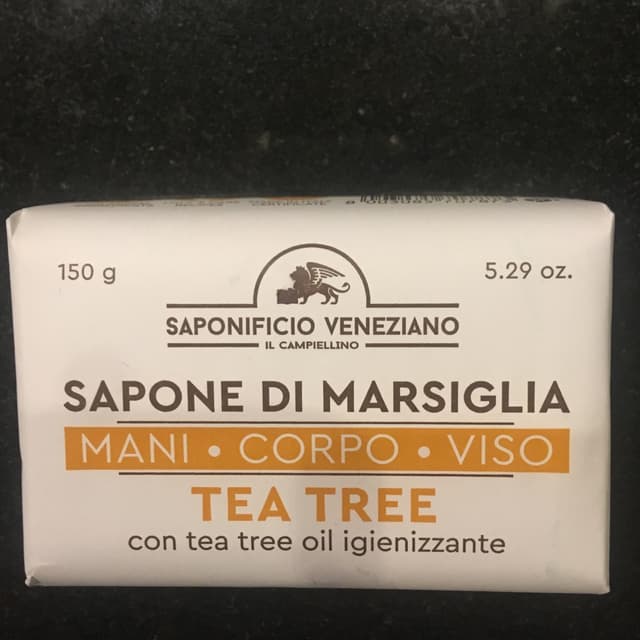 150 g
5.29 oz.
SAPONIFICIO VENEZIANO
IL CAMPIELLINO
SAPONE DI MARSIGLIA
MANI • CORPO • VISO
TEA TREE
con tea tree oil igienizzante